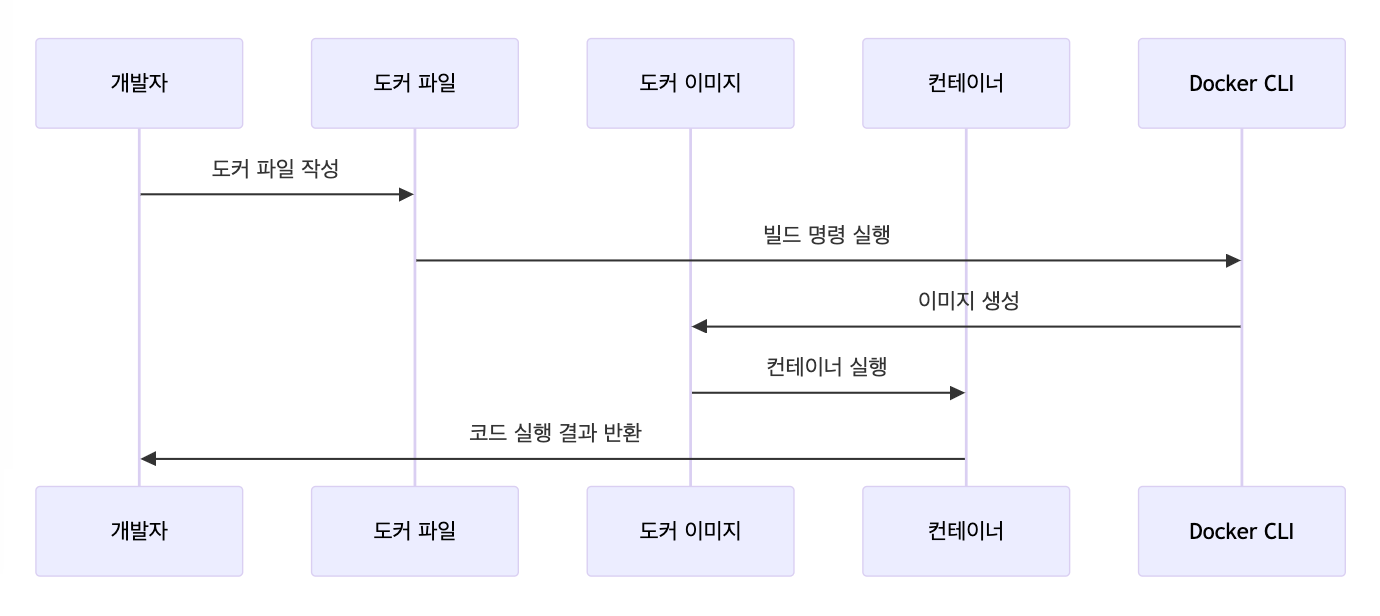 개발자
도커 파일
도커 이미지
컨테이너
Docker CLI
도커 파일 작성
빌드 명령 실행
이미지 생성
컨테이너 실행
코드 실행 결과 반환
개발자
도커 파일
도커 이미지
컨테이너
Docker CLI